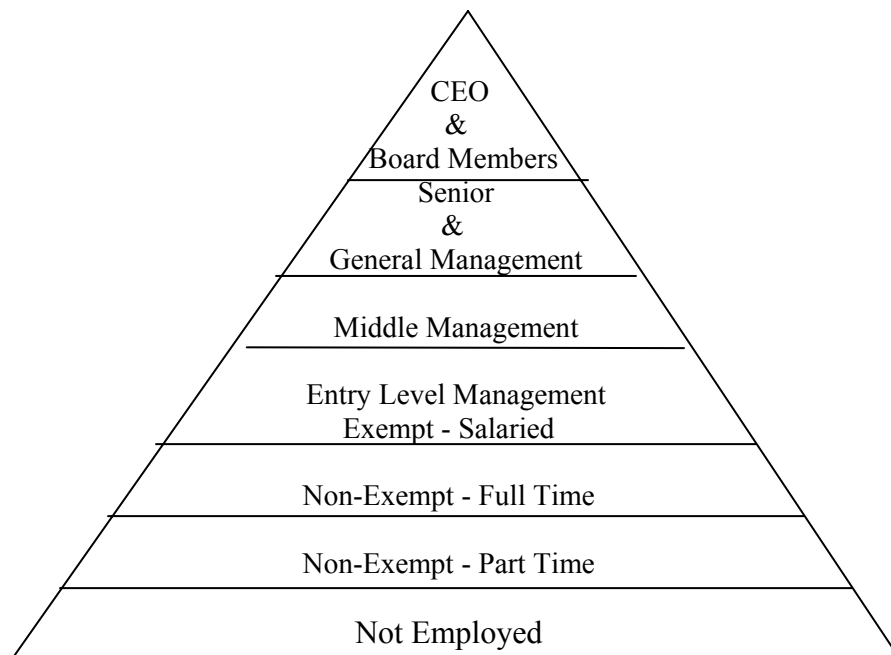 CEO
&
Board Members
Senior
&
General Management
Middle Management
Entry Level Management
Exempt - Salaried
Non-Exempt - Full Time
Non-Exempt - Part Time
Not Employed